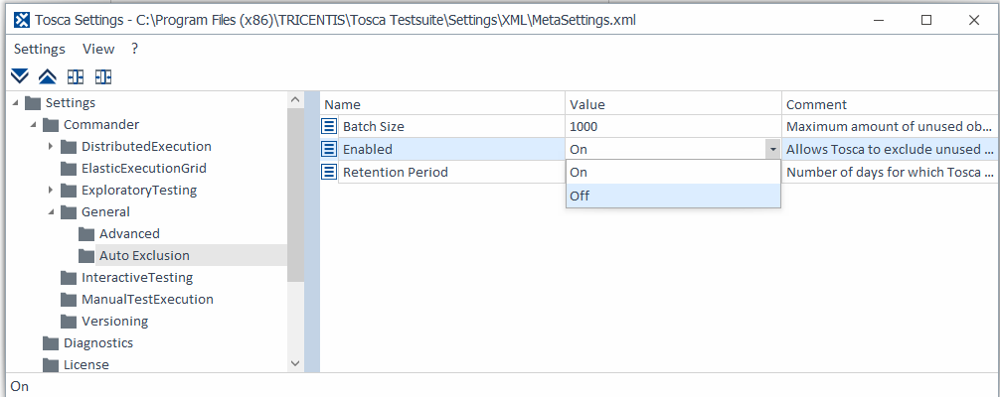 Tosca Settings - C:\Program Files (x86)\TRICENTIS\Tosca Testsuite\Settings\XML\MetaSettings.xml
Settings View ?
Settings
Commander
DistributedExecution
ElasticExecutionGrid
ExploratoryTesting
General
Advanced
Auto Exclusion
InteractiveTesting
ManualTestExecution
Versioning
Diagnostics
License
Name Value Comment
Batch Size 1000 Maximum amount of unused ob...
Enabled On Allows Tosca to exclude unused ...
Retention Period On Number of days for which Tosca ...
Off
On